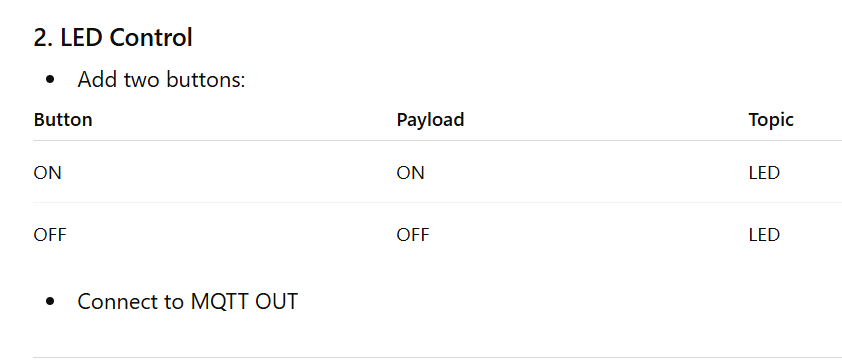 2. LED Control
• Add two buttons:
Button Payload Topic
ON ON LED
OFF OFF LED
• Connect to MQTT OUT